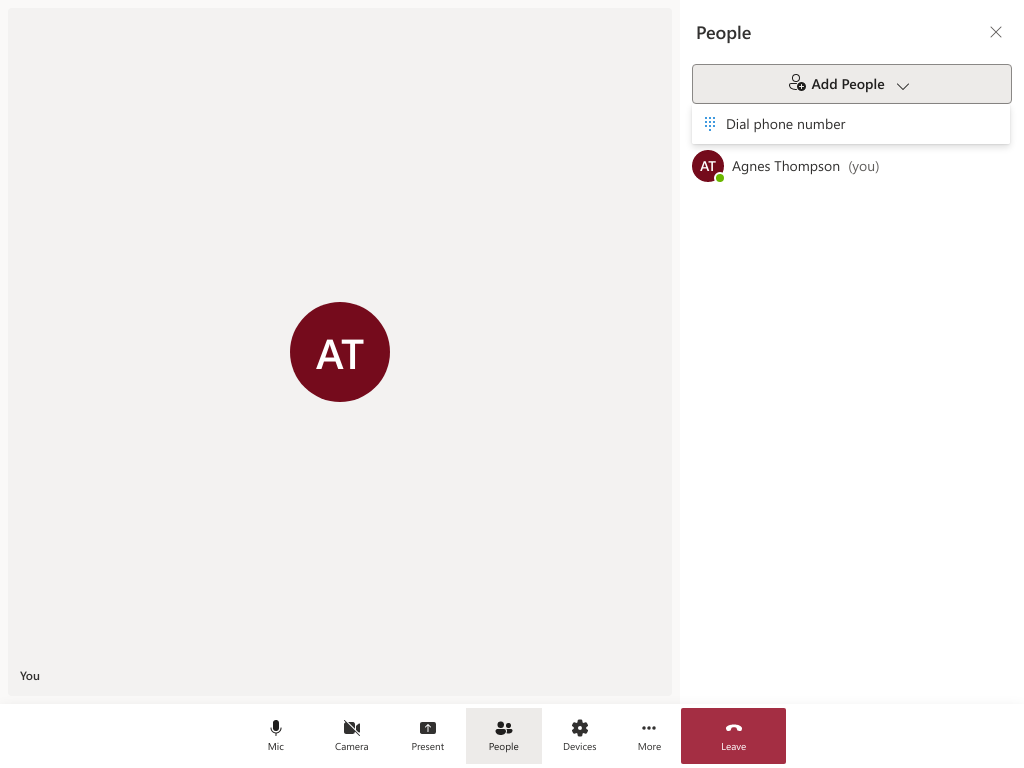 People
Add People
Dial phone number
AT Agnes Thompson (you)
AT
You
Mic Camera Present People Devices More Leave